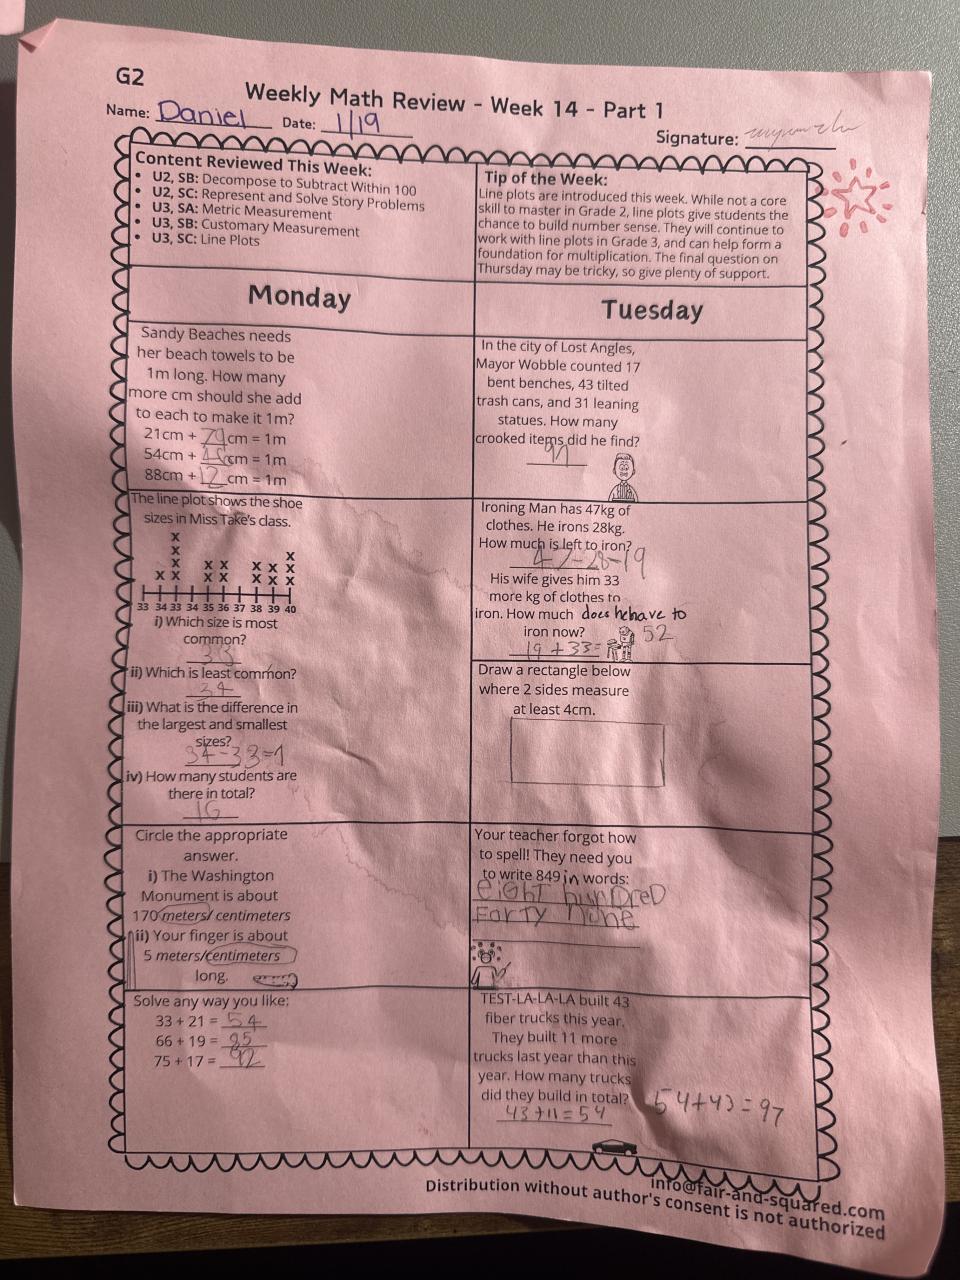 G2
Weekly Math Review - Week 14 - Part 1
Name: Daniel Date: 1/19
Signature:
Content Reviewed This Week:
• U2, SB: Decompose to Subtract Within 100
• U2, SC: Represent and Solve Story Problems
• U3, SA: Metric Measurement
• U3, SB: Customary Measurement
• U3, SC: Line Plots
Tip of the Week:
Line plots are introduced this week. While not a core
skill to master in Grade 2, line plots give students the
chance to build number sense. They will continue to
work with line plots in Grade 3, and can help form a
foundation for multiplication. The final question on
Thursday may be tricky, so give plenty of support.
Monday
Sandy Beaches needs
her beach towels to be
1m long. How many
more cm should she add
to each to make it 1m?
21cm + 79cm = 1m
54cm + cm = 1m
88cm + 12 cm = 1m
The line plot shows the shoe
sizes in Miss Take's class.
X
X X
X X X X X X
X X X X X X X X
33 34 33 34 35 36 37 38 39 40
i) Which size is most
common?
33
ii) Which is least common?
34
iii) What is the difference in
the largest and smallest
sizes?
34-33=1
iv) How many students are
there in total?
16
Circle the appropriate
answer.
i) The Washington
Monument is about
170 meters/ centimeters
ii) Your finger is about
5 meters/centimeters
long.
Solve any way you like:
33 + 21 = 54
66 + 19 = 85
75 + 17 = 92
Tuesday
In the city of Lost Angles,
Mayor Wobble counted 17
bent benches, 43 tilted
trash cans, and 31 leaning
statues. How many
crooked items did he find?
91
Ironing Man has 47kg of
clothes. He irons 28kg.
How much is left to iron?
47-28-19
His wife gives him 33
more kg of clothes to
iron. How much does he have to
iron now? 52
19 +33=
Draw a rectangle below
where 2 sides measure
at least 4cm.
Your teacher forgot how
to spell! They need you
to write 849 in words:
eiGHt hunDreD
ForTy nune
TEST-LA-LA-LA built 43
fiber trucks this year.
They built 11 more
trucks last year than this
year. How many trucks
did they build in total? 54+43=97
43+11=54
info@fair-and-squared.com
Distribution without author's consent is not authorized